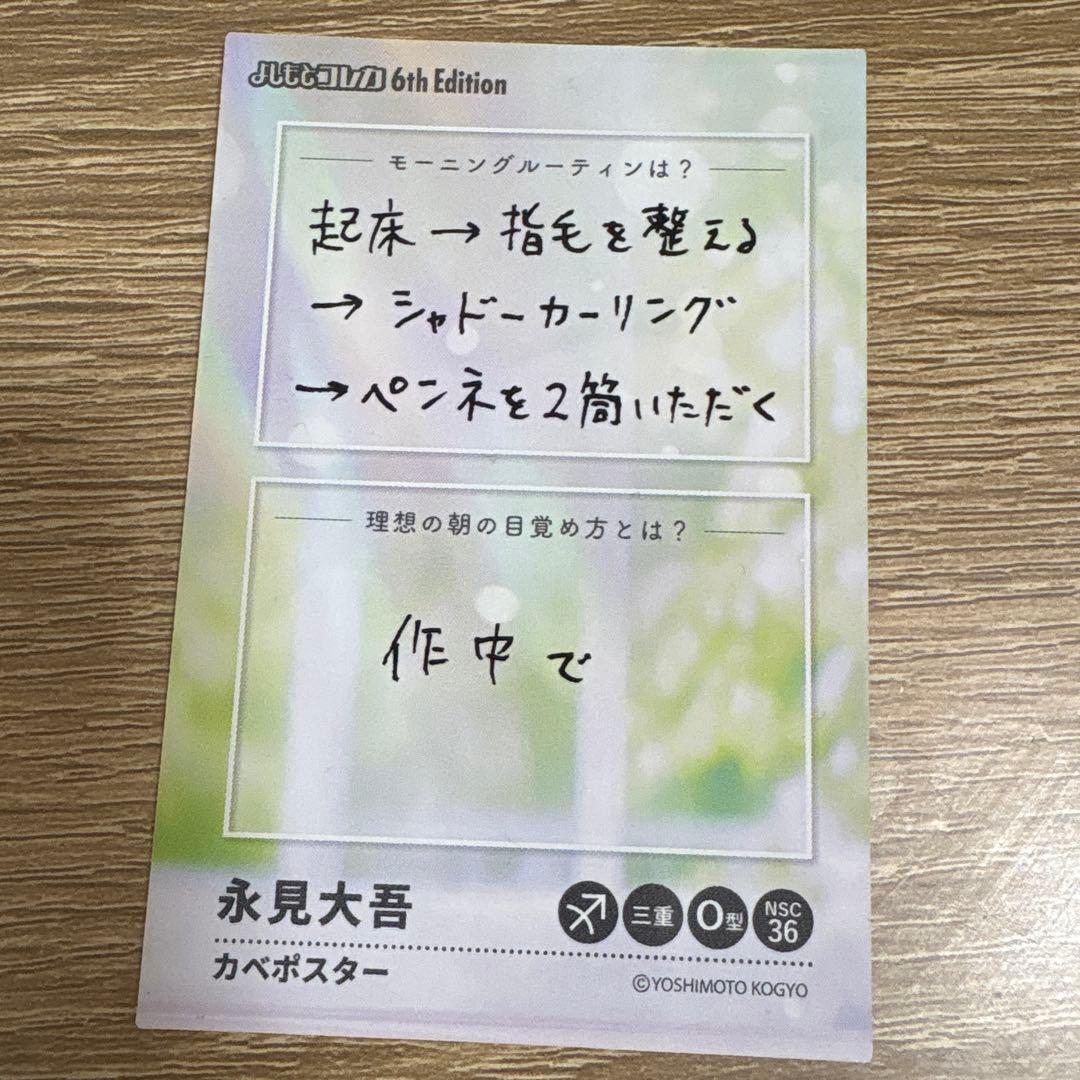 よしもとコレカ 6th Edition
モーニングルーティンは？
起床→指毛を整える
→シャドーカーリング
→ペンネを2筒いただく
理想の朝の目覚め方とは？
作中で
永見大吾
三重 O型 NSC 36
カベポスター
©YOSHIMOTO KOGYO